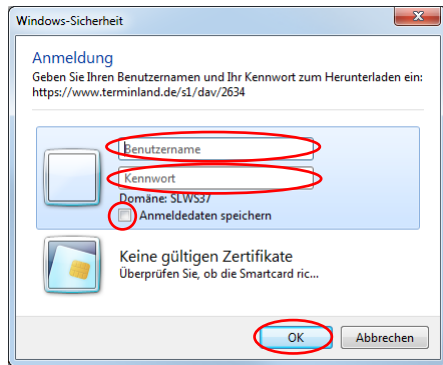 Windows-Sicherheit
Anmeldung
Geben Sie Ihren Benutzernamen und Ihr Kennwort zum Herunterladen ein:
https://www.terminland.de/s1/dav/2634
Benutzername
Kennwort
Domäne: SLWS37
Anmeldedaten speichern
Keine gültigen Zertifikate
Überprüfen Sie, ob die Smartcard ric...
OK
Abbrechen